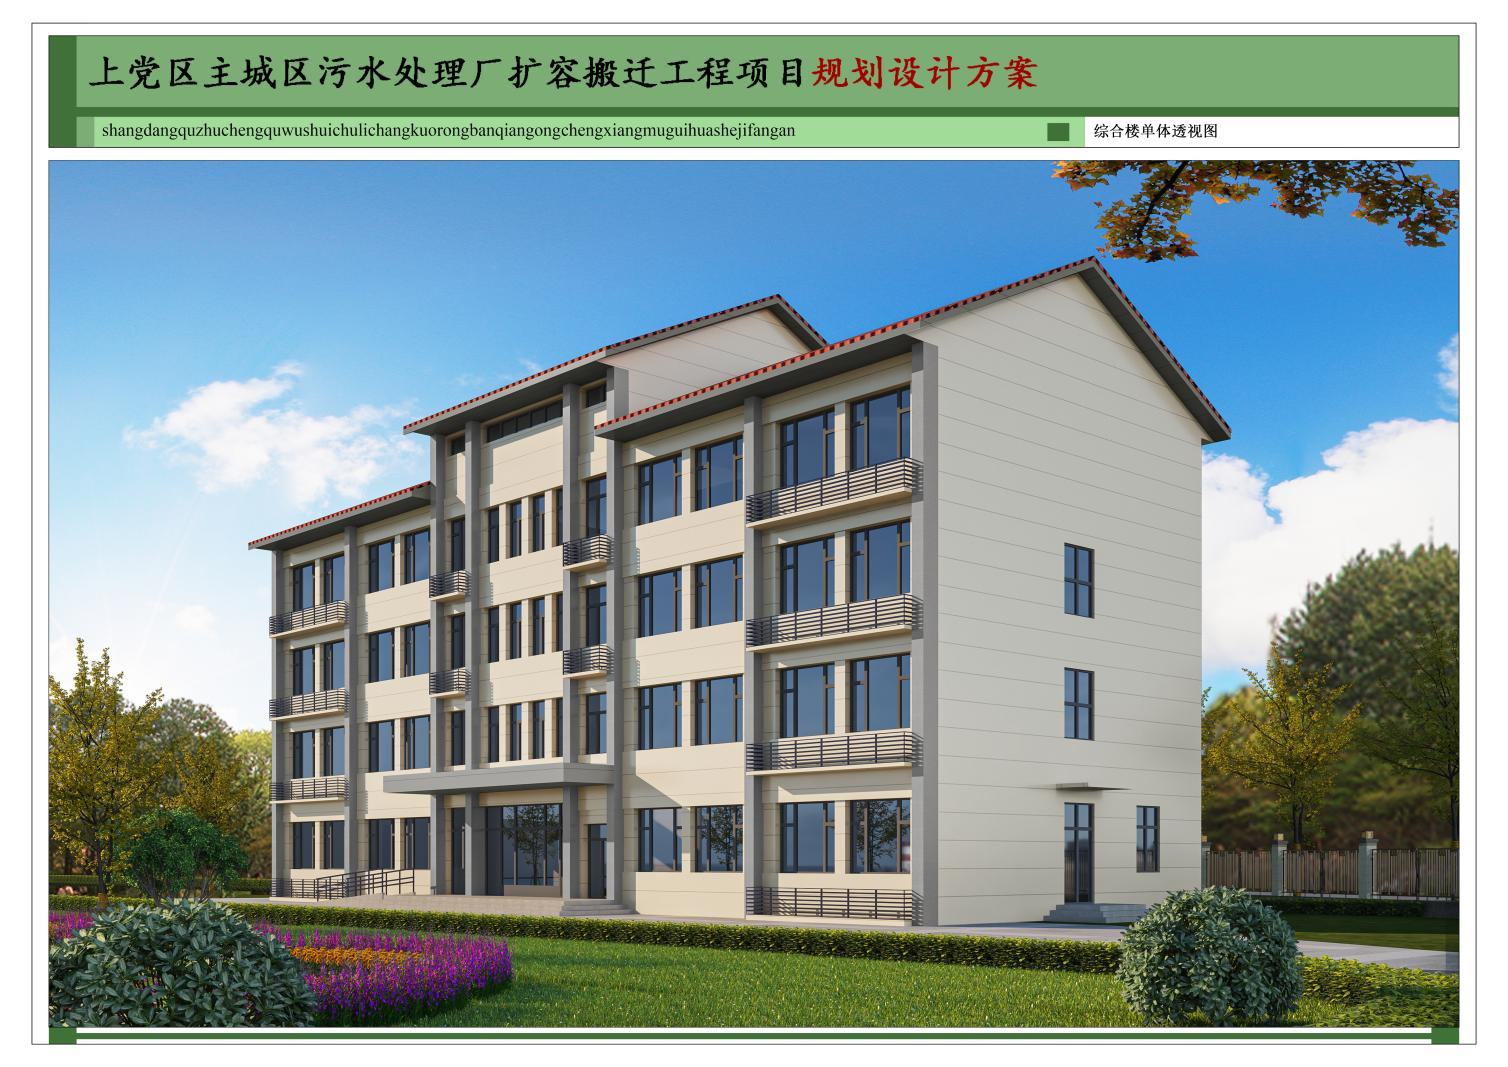 上党区主城区污水处理厂扩容搬迁工程项目规划设计方案
shangdangquzhuchengquwushuichulichangkuorongbanqiangongchengxiangmuguihuashejifangan
综合楼单体透视图